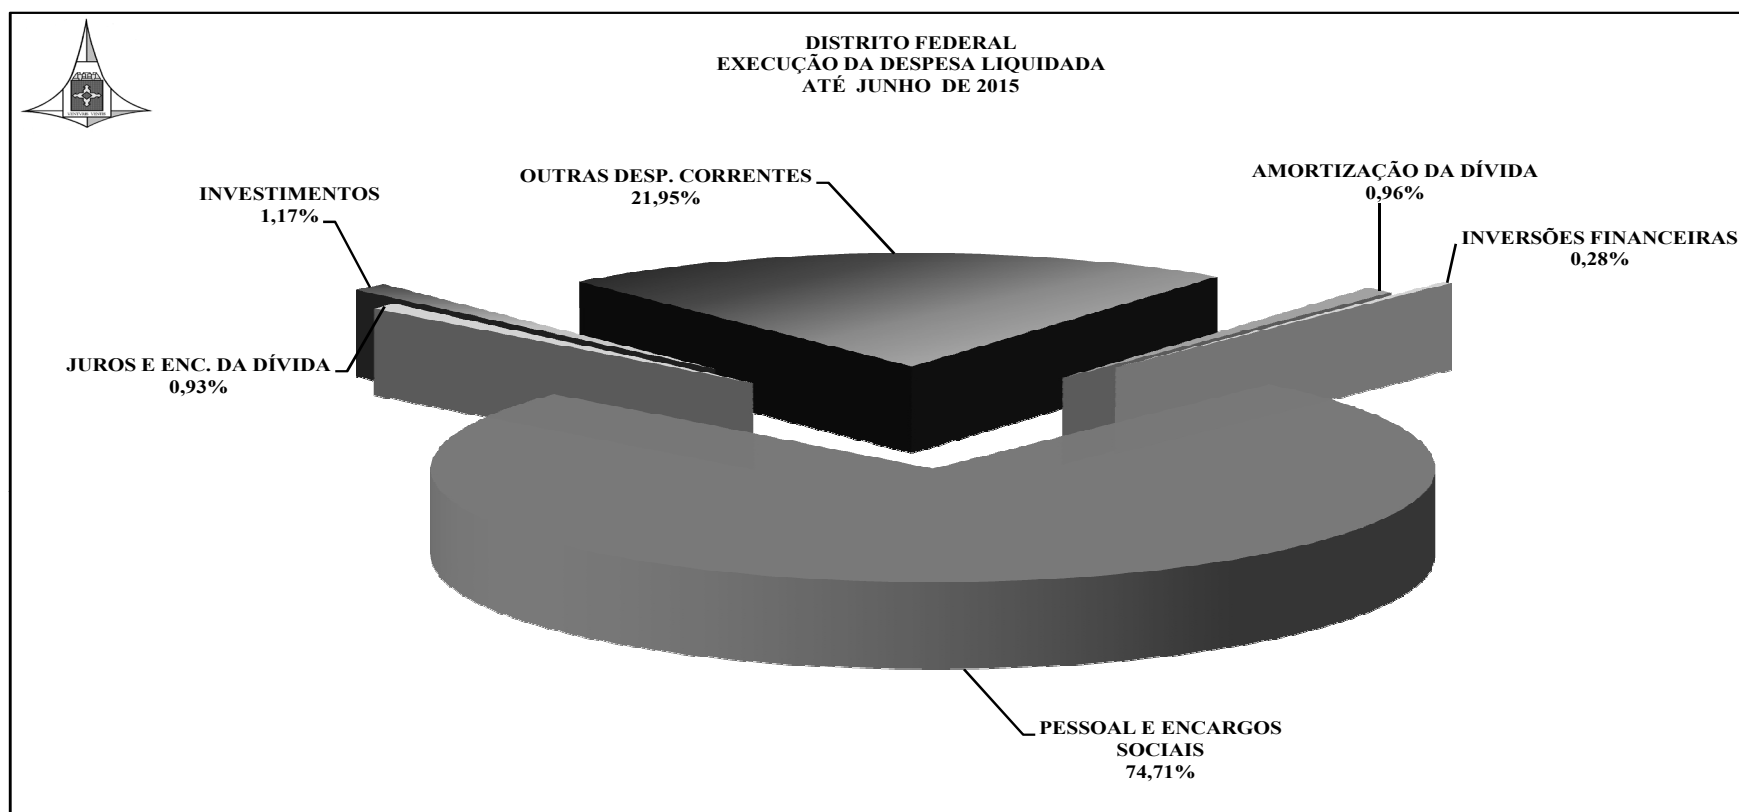 DISTRITO FEDERAL
EXECUÇÃO DA DESPESA LIQUIDADA
ATÉ JUNHO DE 2015
OUTRAS DESP. CORRENTES
21,95%
AMORTIZAÇÃO DA DÍVIDA
0,96%
INVESTIMENTOS
1,17%
INVERSÕES FINANCEIRAS
0,28%
JUROS E ENC. DA DÍVIDA
0,93%
PESSOAL E ENCARGOS
SOCIAIS
74,71%